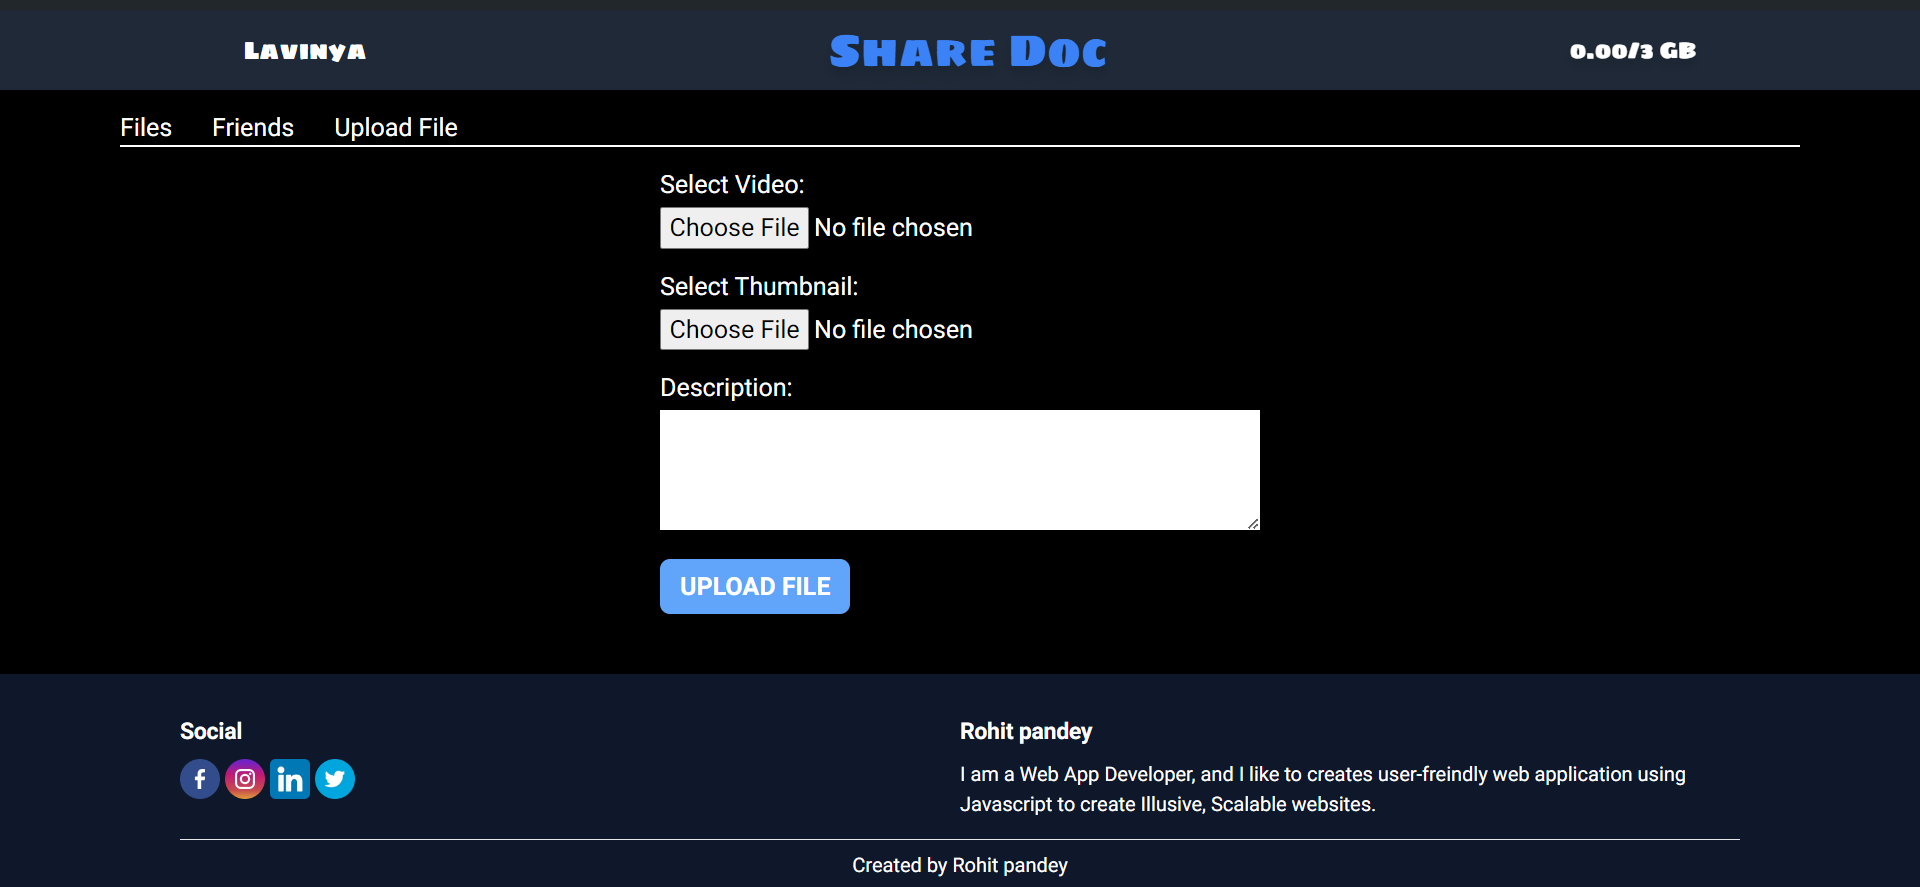 Lavinya
Share Doc
0.00/3 GB
Files Friends Upload File
Select Video:
Choose File No file chosen
Select Thumbnail:
Choose File No file chosen
Description:
UPLOAD FILE
Social
Rohit pandey
I am a Web App Developer, and I like to creates user-freindly web application using
Javascript to create Illusive, Scalable websites.
Created by Rohit pandey